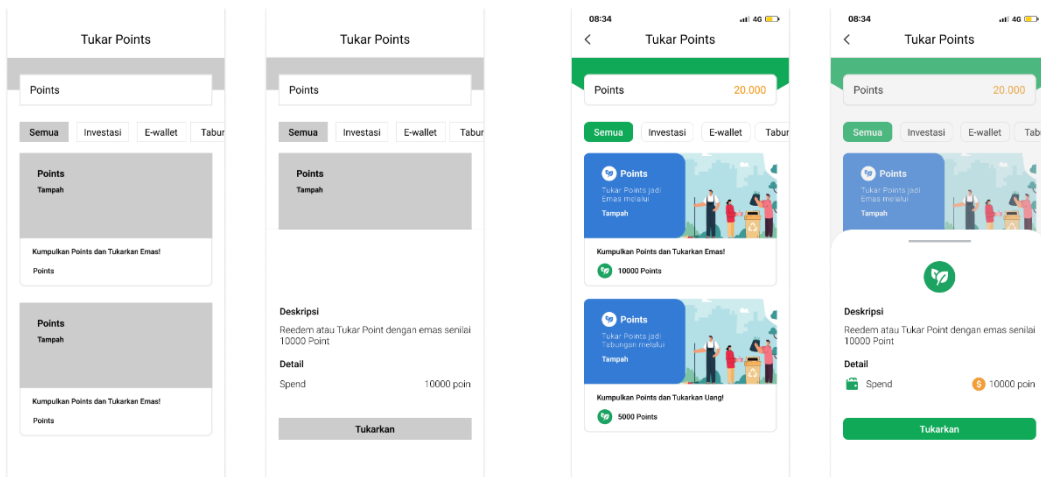 Tukar Points
Points
Semua Investasi E-wallet Tabur
Points
Tampah
Kumpulkan Points dan Tukarkan Emas!
Points
Points
Tampah
Kumpulkan Points dan Tukarkan Emas!
Points
Tukar Points
Points
Semua Investasi E-wallet Tabur
Points
Tampah
Deskripsi
Reedem atau Tukar Point dengan emas senilai
10000 Point
Detail
Spend 10000 poin
Tukarkan
08:34 4G
Tukar Points
Points 20.000
Semua Investasi E-wallet Tabur
Points
Tukar Points jadi
Emas melalui
Tampah
Kumpulkan Points dan Tukarkan Emas!
10000 Points
Points
Tukar Points jadi
Tabungan melalui
Tampah
Kumpulkan Points dan Tukarkan Uang!
5000 Points
08:34 4G
Tukar Points
Points 20.000
Semua Investasi E-wallet Tab
Points
Tukar Points jadi
Emas melalui
Tampah
Deskripsi
Reedem atau Tukar Point dengan emas senilai
10000 Point
Detail
Spend $ 10000 poin
Tukarkan